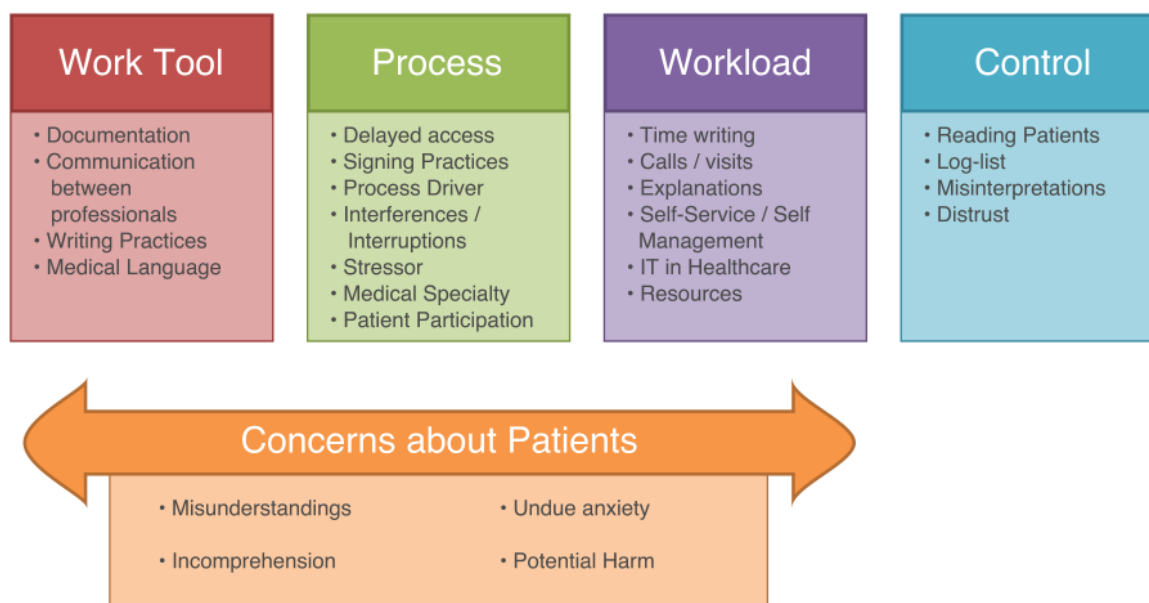 Work Tool
• Documentation
• Communication
between
professionals
• Writing Practices
• Medical Language
Process
• Delayed access
• Signing Practices
• Process Driver
• Interferences /
Interruptions
• Stressor
• Medical Specialty
• Patient Participation
Workload
• Time writing
• Calls / visits
• Explanations
• Self-Service / Self
Management
• IT in Healthcare
• Resources
Control
• Reading Patients
• Log-list
• Misinterpretations
• Distrust
Concerns about Patients
• Misunderstandings
• Incomprehension
• Undue anxiety
• Potential Harm